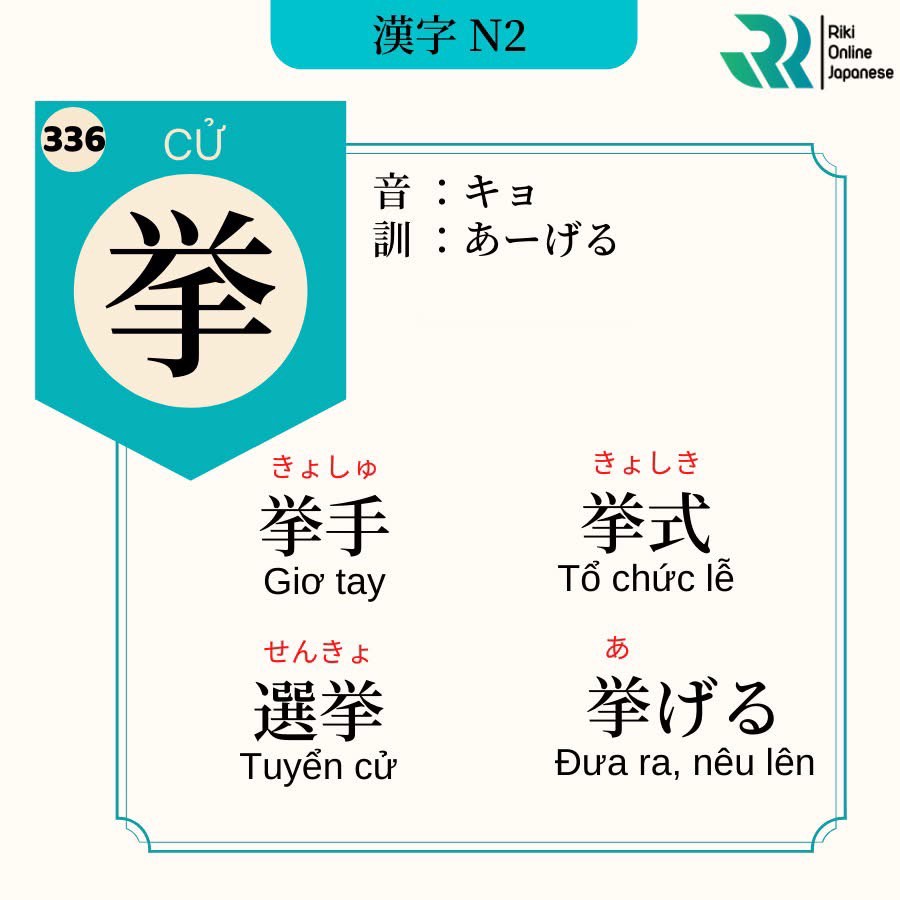 漢字 N2
Riki
Online
Japanese
336
CỬ
挙
音 ：キョ
訓 ：あーげる
きょしゅ
挙手
Giơ tay
きょしき
挙式
Tổ chức lễ
せんきょ
選挙
Tuyển cử
あ
挙げる
Đưa ra, nêu lên